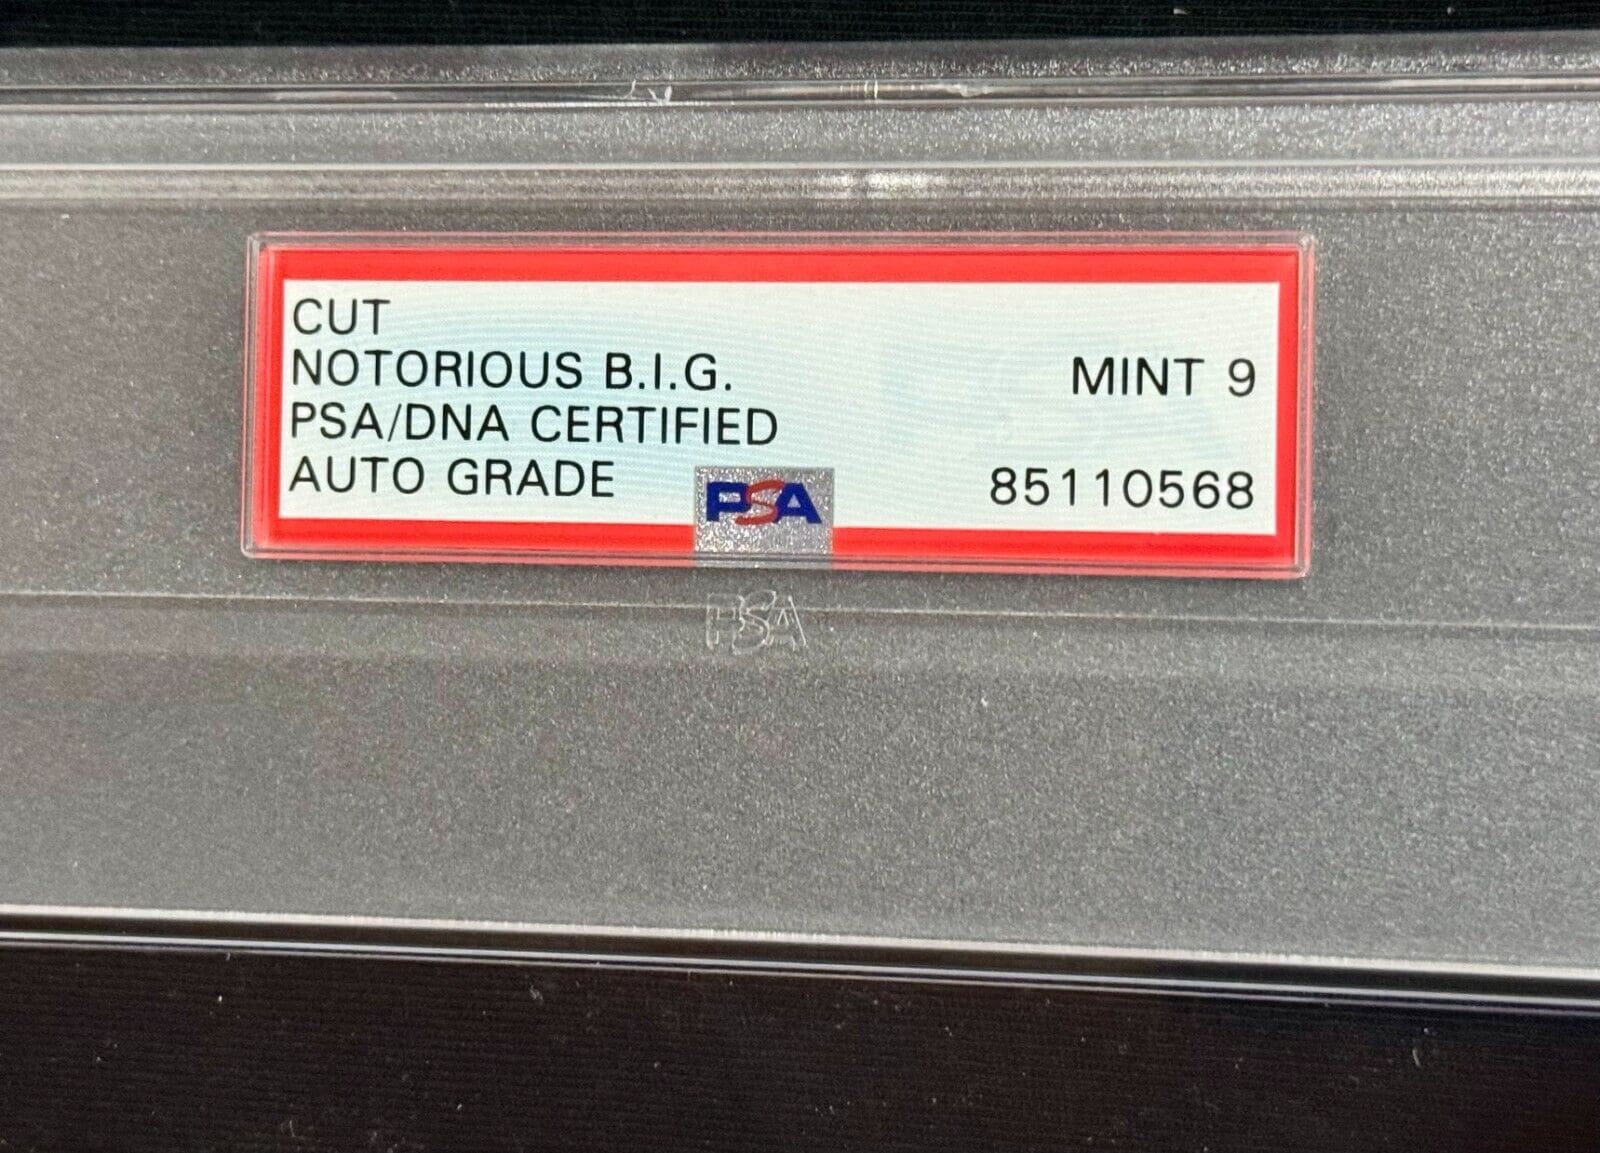 CUT
NOTORIOUS B.I.G.
MINT 9
PSA/DNA CERTIFIED
AUTO GRADE
85110568
PSA
PSA